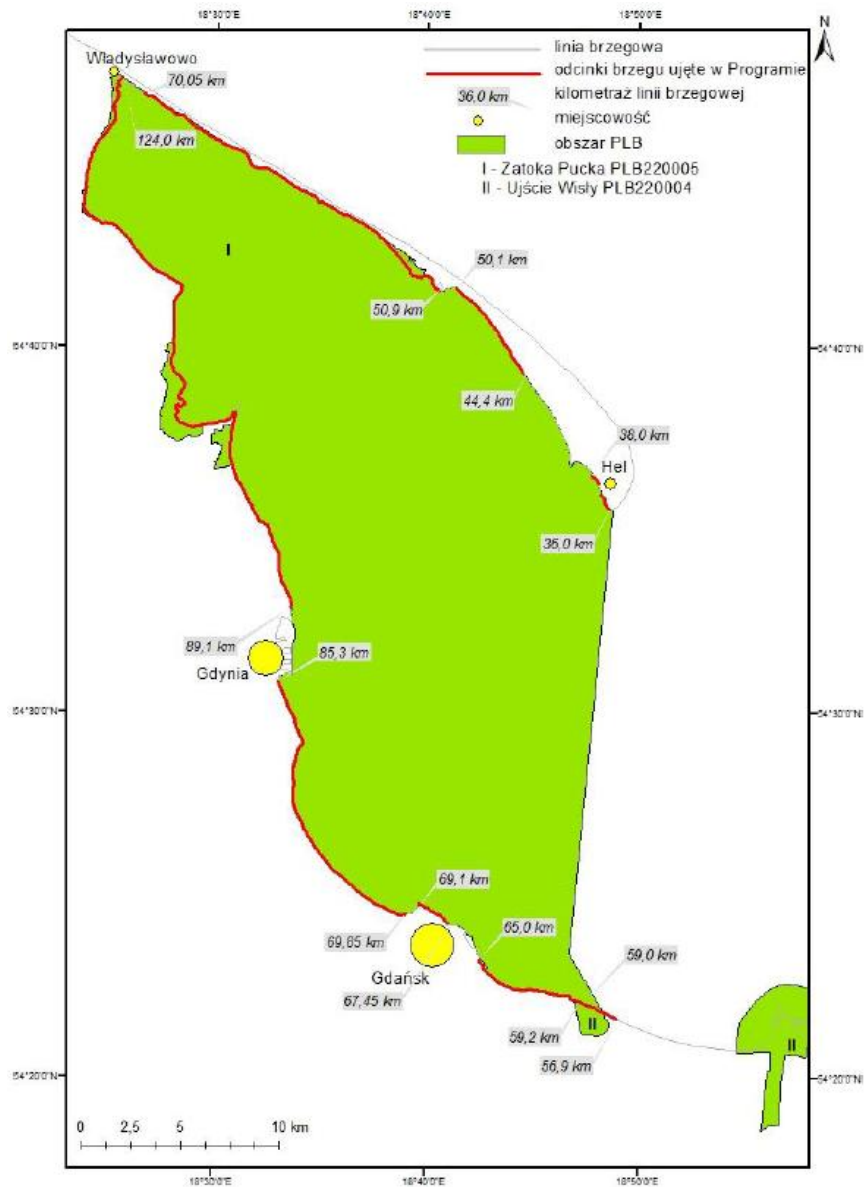 18°30'0"E
18°40'0"E
18°50'0"E
N
Władysławowo
linia brzegowa
odcinki brzegu ujęte w Programie
36,0 km
kilometraż linii brzegowej
miejscowość
obszar PLB
I - Zatoka Pucka PLB220005
II - Ujście Wisły PLB220004
70,05 km
124,0 km
I
50,1 km
50,9 km
54°40'0"N
54°40'0"N
44,4 km
38,0 km
Hel
35,0 km
89,1 km
Gdynia
85,3 km
54°30'0"N
54°30'0"N
69,1 km
69,65 km
65,0 km
Gdańsk
67,45 km
59,0 km
59,2 km
II
56,9 km
II
54°20'0"N
54°20'0"N
0 2,5 5 10 km
18°30'0"E
18°40'0"E
18°50'0"E